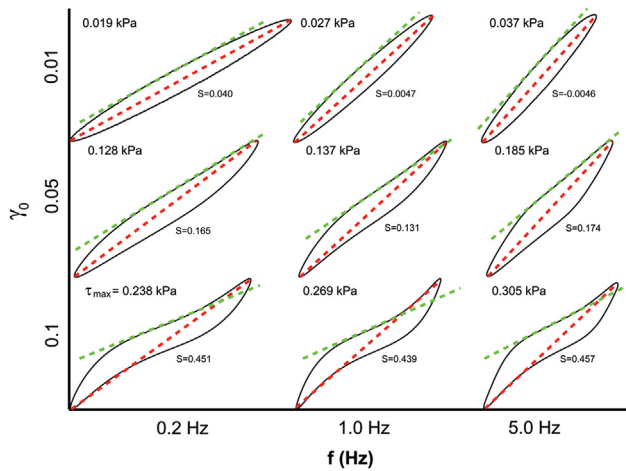 0.019 kPa 0.027 kPa 0.037 kPa
0.01
S=0.040 S=0.0047 S=-0.0046
0.128 kPa 0.137 kPa 0.185 kPa
γ0 0.05
S=0.165 S=0.131 S=0.174
τmax = 0.238 kPa 0.269 kPa 0.305 kPa
0.1
S=0.451 S=0.439 S=0.457
0.2 Hz 1.0 Hz 5.0 Hz
f (Hz)